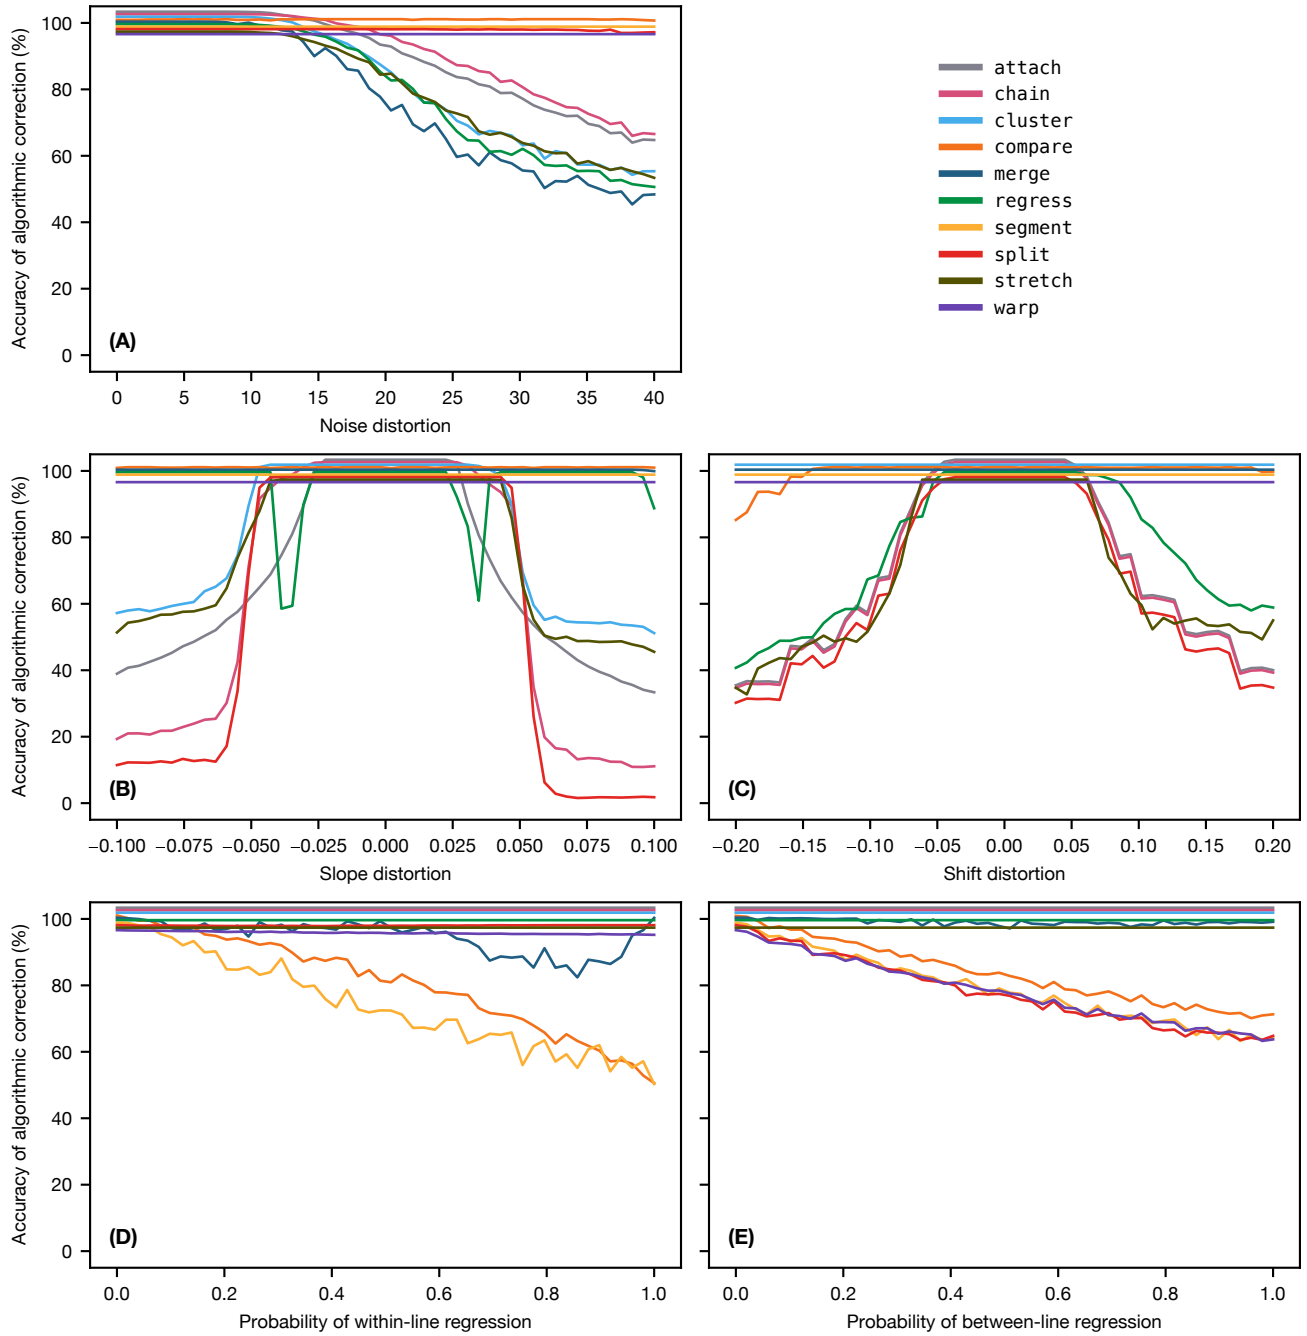 Accuracy of algorithmic correction (%)
100
80
60
40
20
0
(A)
0 5 10 15 20 25 30 35 40
Noise distortion
attach
chain
cluster
compare
merge
regress
segment
split
stretch
warp
Accuracy of algorithmic correction (%)
100
80
60
40
20
0
(B)
−0.100 −0.075 −0.050 −0.025 0.000 0.025 0.050 0.075 0.100
Slope distortion
(C)
−0.20 −0.15 −0.10 −0.05 0.00 0.05 0.10 0.15 0.20
Shift distortion
Accuracy of algorithmic correction (%)
100
80
60
40
20
0
(D)
0.0 0.2 0.4 0.6 0.8 1.0
Probability of within-line regression
(E)
0.0 0.2 0.4 0.6 0.8 1.0
Probability of between-line regression